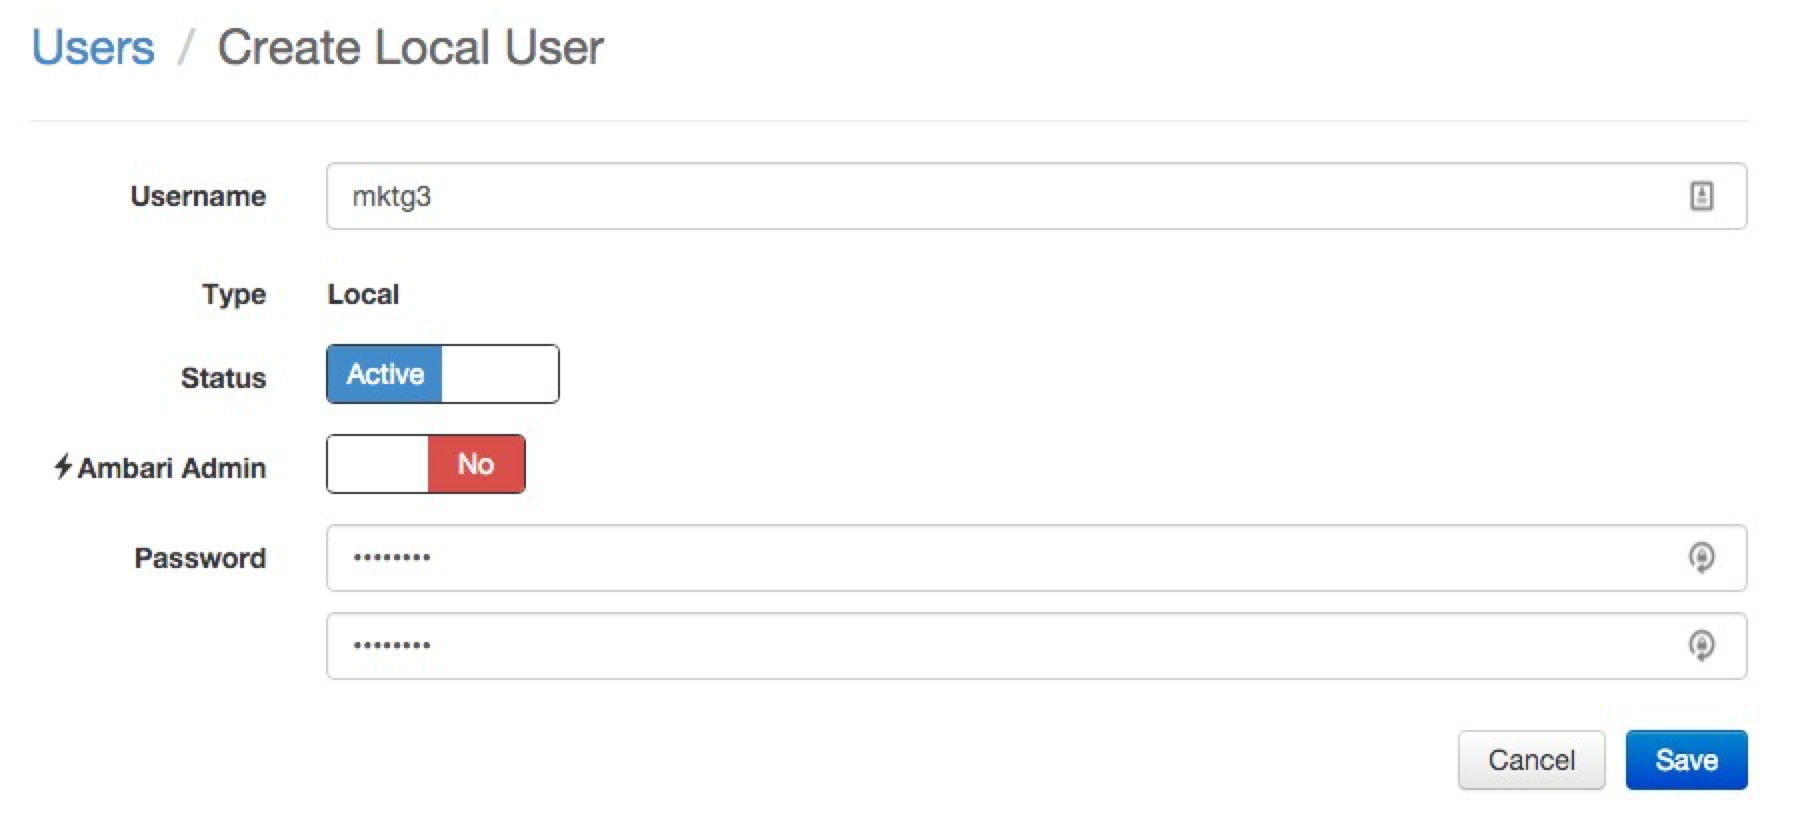 Users / Create Local User
Username mktg3
Type Local
Status Active
Ambari Admin No
Password ••••••••
••••••••
Cancel Save